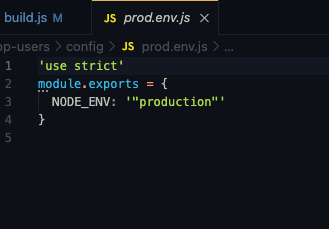 build.js M JS prod.env.js ×
op-users > config > JS prod.env.js > ...
1 'use strict'
2 module.exports = {
3 NODE_ENV: '"production"'
4 }
5